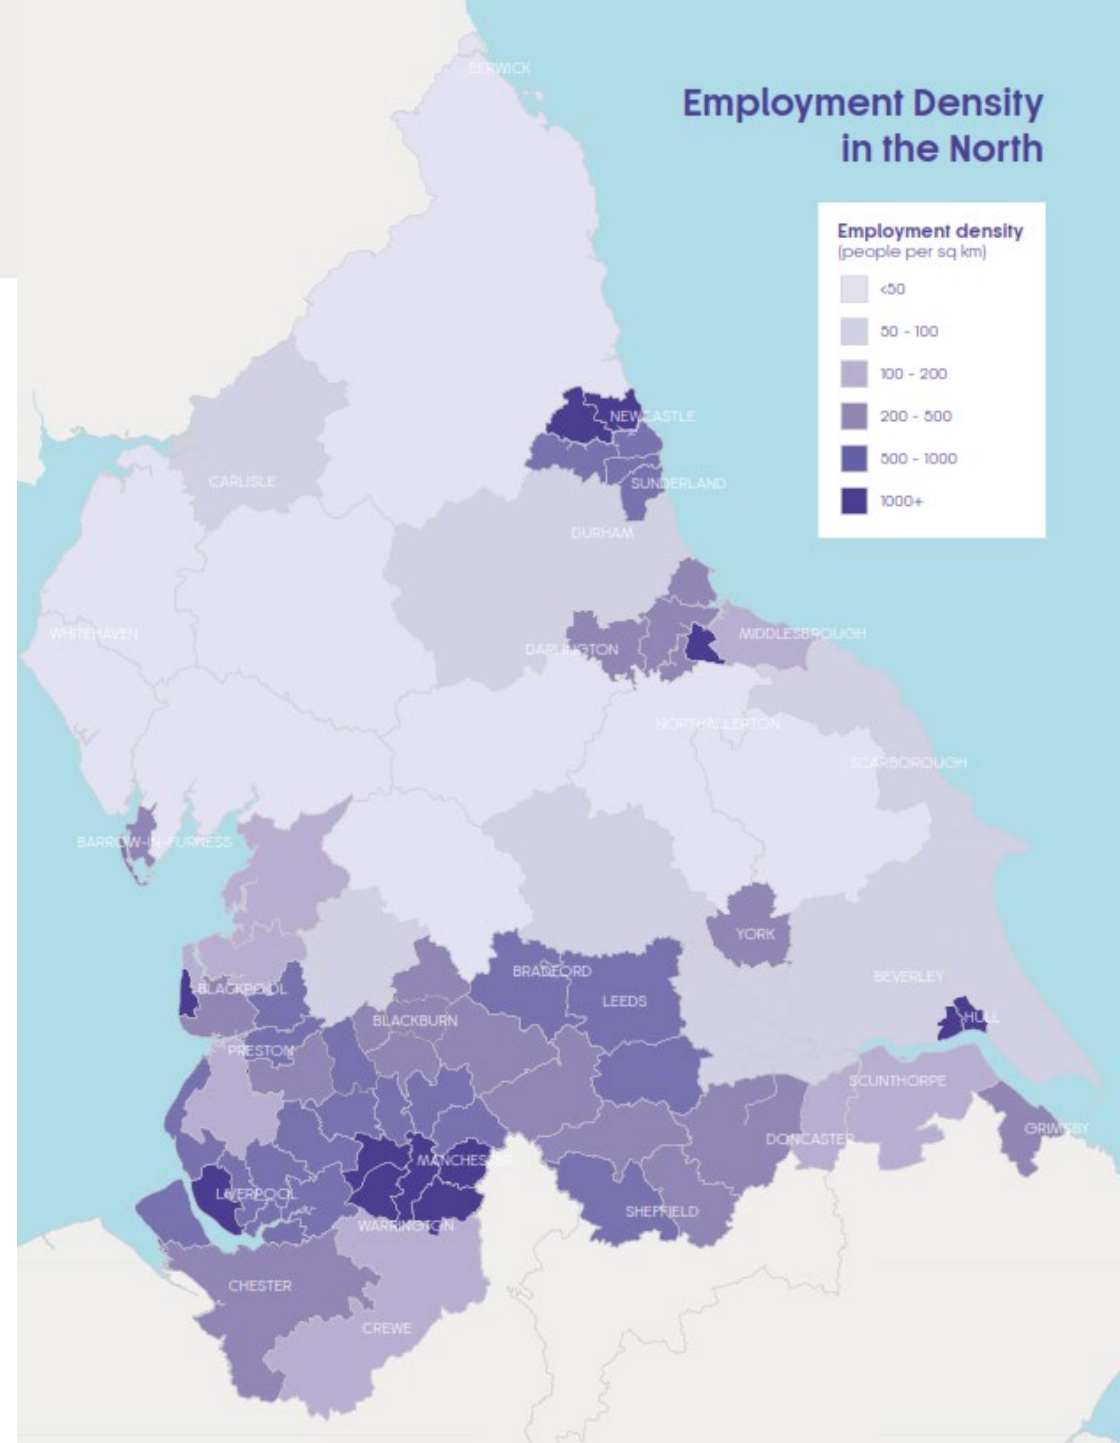 BERWICK
Employment Density
in the North
Employment density
(people per sq km)
<50
50 - 100
100 - 200
200 - 500
500 - 1000
1000+
NEWCASTLE
CARLISLE
SUNDERLAND
DURHAM
WHITEHAVEN
MIDDLESBROUGH
DARLINGTON
NORTHALLERTON
SCARBOROUGH
BARROW-IN-FURNESS
YORK
BRADFORD
BEVERLEY
BLACKPOOL
LEEDS
HULL
BLACKBURN
PRESTON
SCUNTHORPE
GRIMSBY
DONCASTER
MANCHESTER
LIVERPOOL
SHEFFIELD
WARRINGTON
CHESTER
CREWE